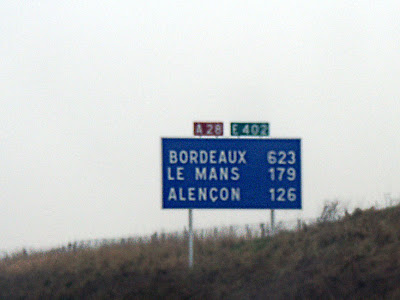 A 28 E 402
BORDEAUX 623
LE MANS 179
ALENÇON 126